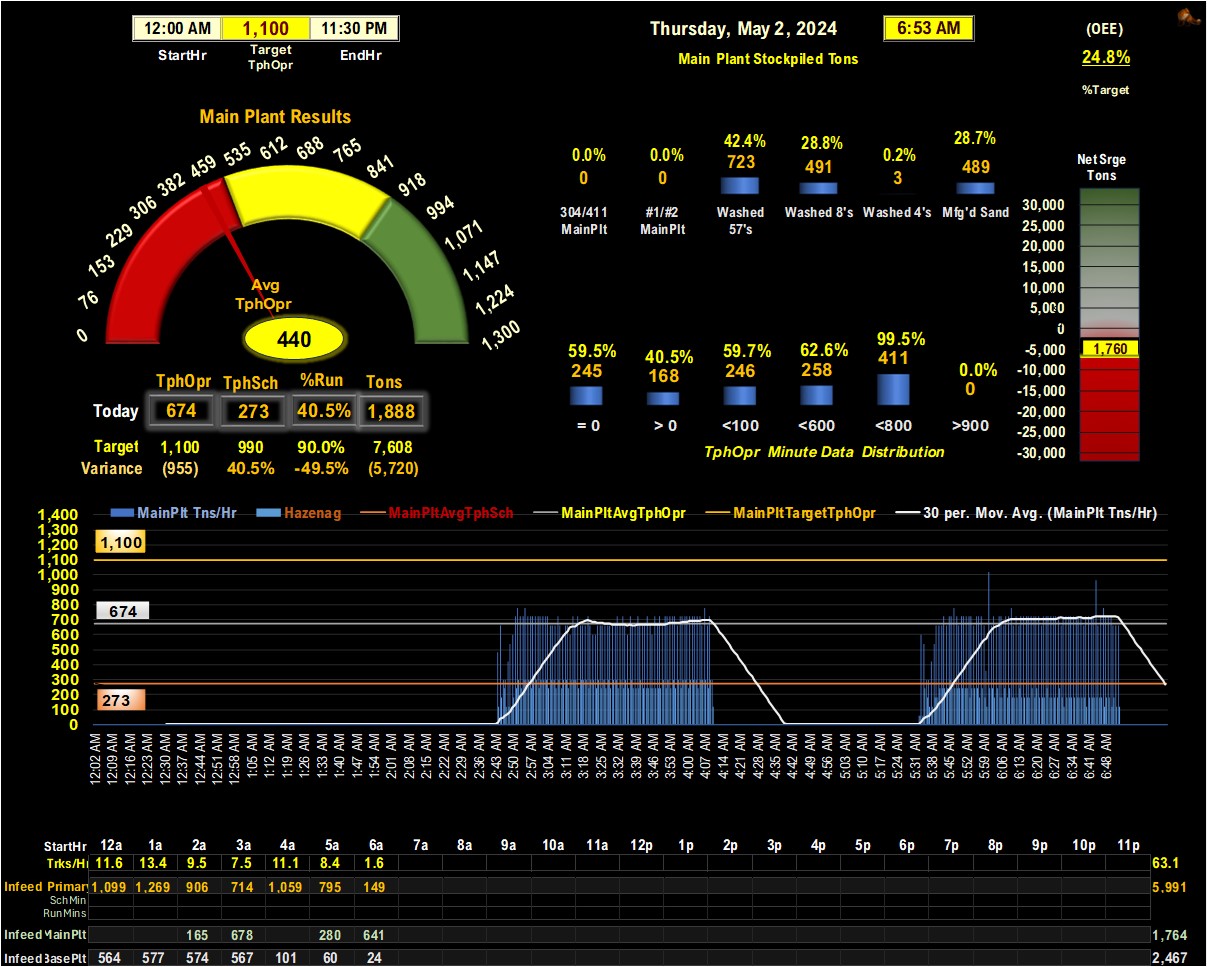 12:00 AM 1,100 11:30 PM
StartHr Target TphOpr EndHr
Thursday, May 2, 2024 6:53 AM
Main Plant Stockpiled Tons
(OEE)
24.8%
%Target
Main Plant Results
0 76 153 229 306 382 459 535 612 688 765 841 918 994 1,071 1,147 1,224 1,300
Avg
TphOpr
440
0.0% 0.0% 42.4% 28.8% 0.2% 28.7%
0 0 723 491 3 489
304/411 MainPlt #1/#2 MainPlt Washed 57's Washed 8's Washed 4's Mfg'd Sand
NetSrge
Tons
30,000
25,000
20,000
15,000
10,000
5,000
0
-5,000
-10,000
-15,000
-20,000
-25,000
-30,000
1,760
59.5% 40.5% 59.7% 62.6% 99.5% 0.0%
245 168 246 258 411 0
= 0 > 0 <100 <600 <800 >900
TphOpr Minute Data Distribution
TphOpr TphSch %Run Tons
Today 674 273 40.5% 1,888
Target 1,100 990 90.0% 7,608
Variance (955) 40.5% -49.5% (5,720)
MainPlt Tns/Hr Hazenag MainPltAvgTphSch MainPltAvgTphOpr MainPltTargetTphOpr 30 per. Mov. Avg. (MainPlt Tns/Hr)
1,400
1,300
1,200
1,100
1,000
900
800
700
600
500
400
300
200
100
0
1,100
674
273
12:02 AM 12:09 AM 12:16 AM 12:23 AM 12:30 AM 12:37 AM 12:44 AM 12:51 AM 12:58 AM 1:05 AM 1:12 AM 1:19 AM 1:26 AM 1:33 AM 1:40 AM 1:47 AM 1:54 AM 2:01 AM 2:08 AM 2:15 AM 2:22 AM 2:29 AM 2:36 AM 2:43 AM 2:50 AM 2:57 AM 3:04 AM 3:11 AM 3:18 AM 3:25 AM 3:32 AM 3:39 AM 3:46 AM 3:53 AM 4:00 AM 4:07 AM 4:14 AM 4:21 AM 4:28 AM 4:35 AM 4:42 AM 4:49 AM 4:56 AM 5:03 AM 5:10 AM 5:17 AM 5:24 AM 5:31 AM 5:38 AM 5:45 AM 5:52 AM 5:59 AM 6:06 AM 6:13 AM 6:20 AM 6:27 AM 6:34 AM 6:41 AM 6:48 AM
StartHr 12a 1a 2a 3a 4a 5a 6a 7a 8a 9a 10a 11a 12p 1p 2p 3p 4p 5p 6p 7p 8p 9p 10p 11p
Trks/H 11.6 13.4 9.5 7.5 11.1 8.4 1.6 63.1
Infeed Primary 1,099 1,269 906 714 1,059 795 149 5,991
SchMin
RunMins
Infeed MainPlt 165 678 280 641 1,764
Infeed BasePlt 564 577 574 567 101 60 24 2,467